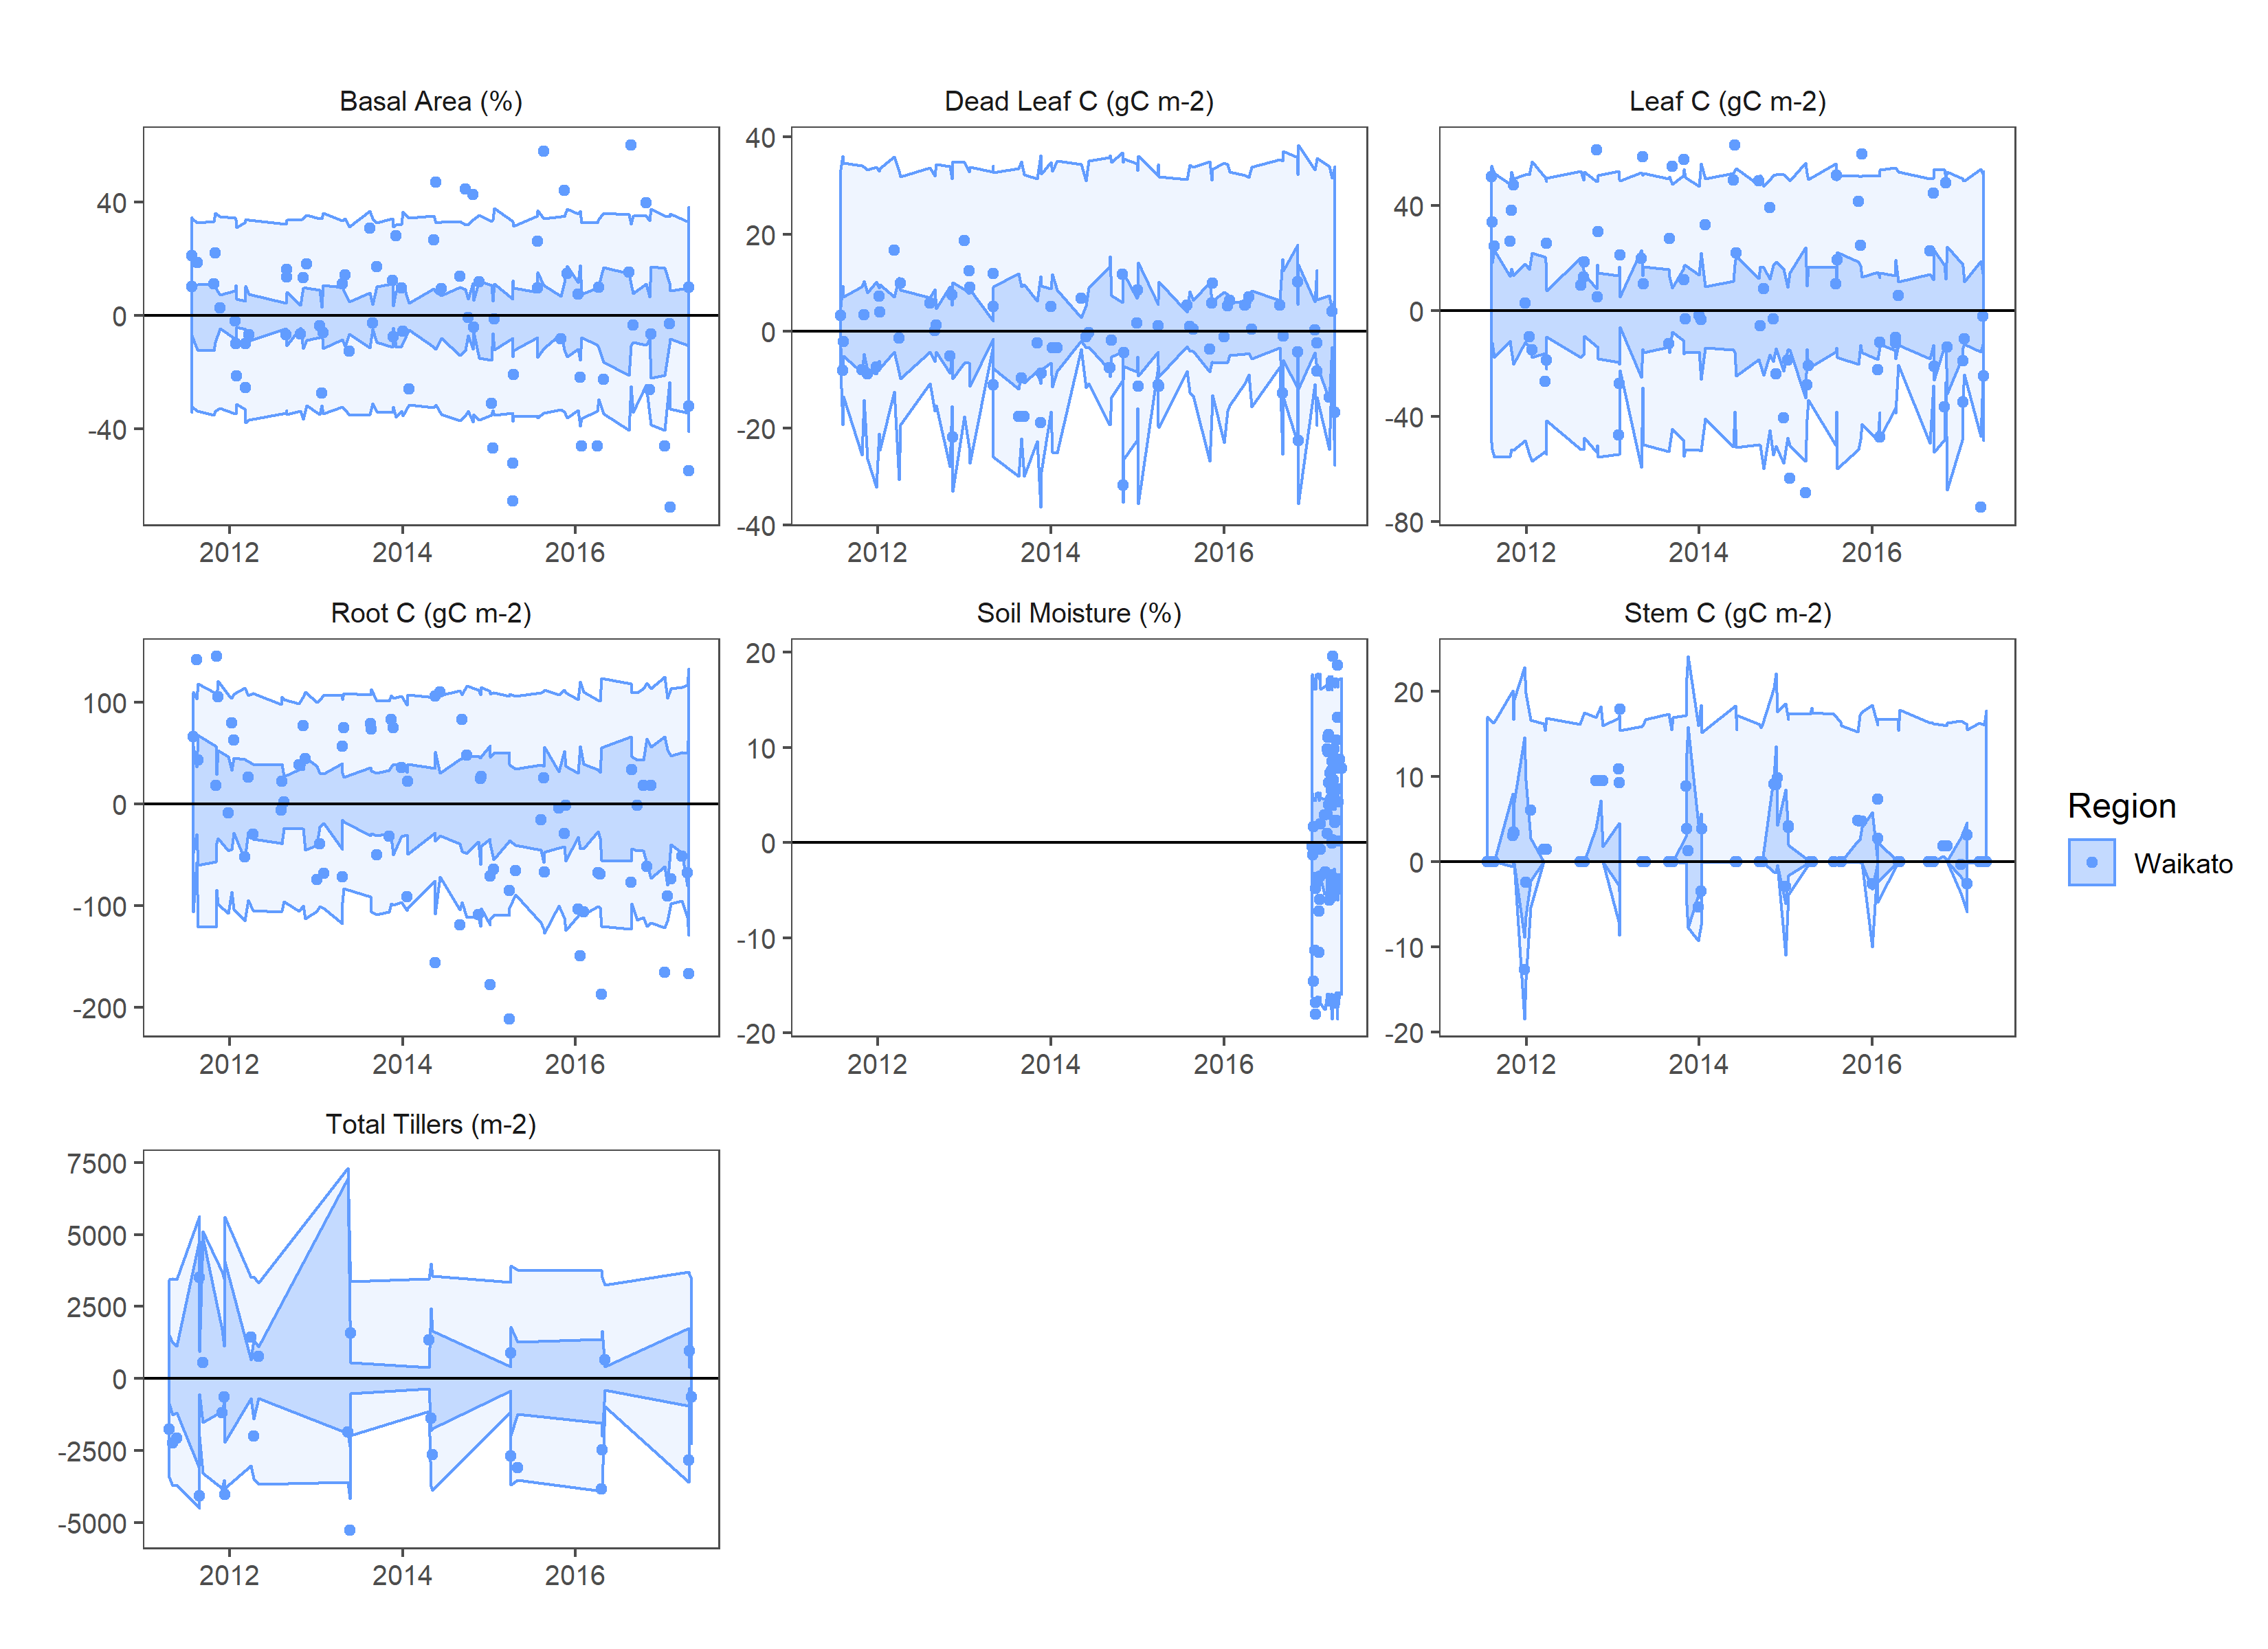 Basal Area (%)
Dead Leaf C (gC m-2)
Leaf C (gC m-2)
40
0
-40
2012 2014 2016
40
20
0
-20
-40
2012 2014 2016
40
0
-40
-80
2012 2014 2016
Root C (gC m-2)
Soil Moisture (%)
Stem C (gC m-2)
100
0
-100
-200
2012 2014 2016
20
10
0
-10
-20
2012 2014 2016
20
10
0
-10
-20
2012 2014 2016
Region
Waikato
Total Tillers (m-2)
7500
5000
2500
0
-2500
-5000
2012 2014 2016